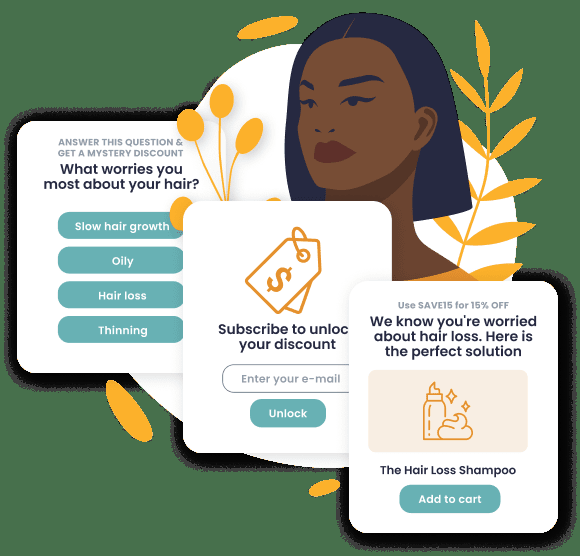 ANSWER THIS QUESTION &
GET A MYSTERY DISCOUNT
What worries you
most about your hair?
Slow hair growth
Oily
Hair loss
Thinning
$
Subscribe to unloc
your discount
Enter your e-mail
Unlock
Use SAVE15 for 15% OFF
We know you're worried
about hair loss. Here is
the perfect solution
The Hair Loss Shampoo
Add to cart